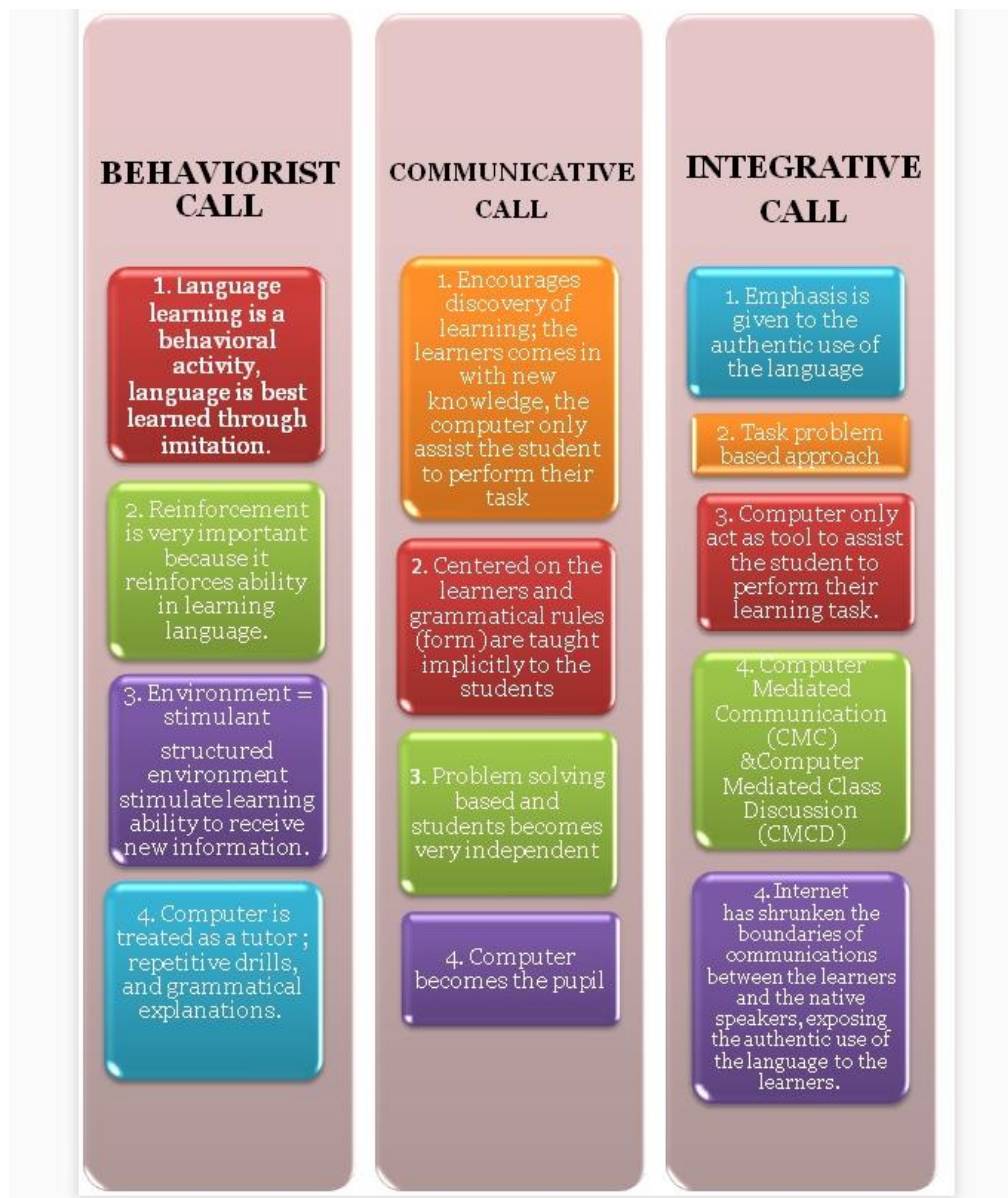 BEHAVIORIST
CALL
1. Language
learning is a
behavioral
activity,
language is best
learned through
imitation.
2. Reinforcement
is very important
because it
reinforces ability
in learning
language.
3. Environment =
stimulant
structured
environment
stimulate learning
ability to receive
new information.
4. Computer is
treated as a tutor ;
repetitive drills,
and grammatical
explanations.
COMMUNICATIVE
CALL
1. Encourages
discovery of
learning; the
learners comes in
with new
knowledge, the
computer only
assist the student
to perform their
task
2. Centered on the
learners and
grammatical rules
(form ) are taught
implicitly to the
students
3. Problem solving
based and
students becomes
very independent
4. Computer
becomes the pupil
INTEGRATIVE
CALL
1. Emphasis is
given to the
authentic use of
the language
2. Task problem
based approach
3. Computer only
act as tool to assist
the student to
perform their
learning task.
4. Computer
Mediated
Communication
(CMC)
&Computer
Mediated Class
Discussion
(CMCD)
4. Internet
has shrunken the
boundaries of
communications
between the learners
and the native
speakers, exposing
the authentic use of
the language to the
learners.